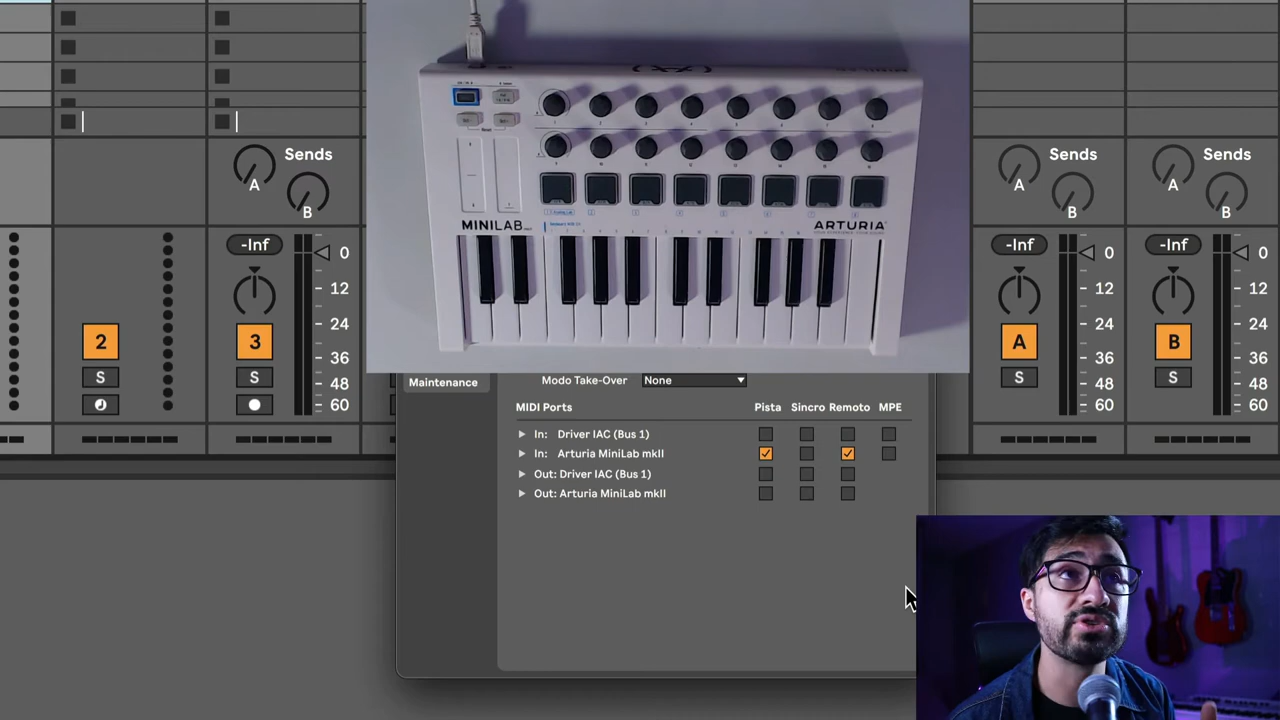 Sends
A
B
-Inf
0
12
24
36
48
60
2
S
3
S
MINILAB
ARTURIA
Sends
A
B
-Inf
0
12
24
36
48
60
A
S
Sends
A
B
-Inf
0
12
24
36
48
60
B
S
Maintenance
Modo Take-Over None
MIDI Ports Pista Sincro Remoto MPE
In: Driver IAC (Bus 1)
In: Arturia MiniLab mkII
Out: Driver IAC (Bus 1)
Out: Arturia MiniLab mkII